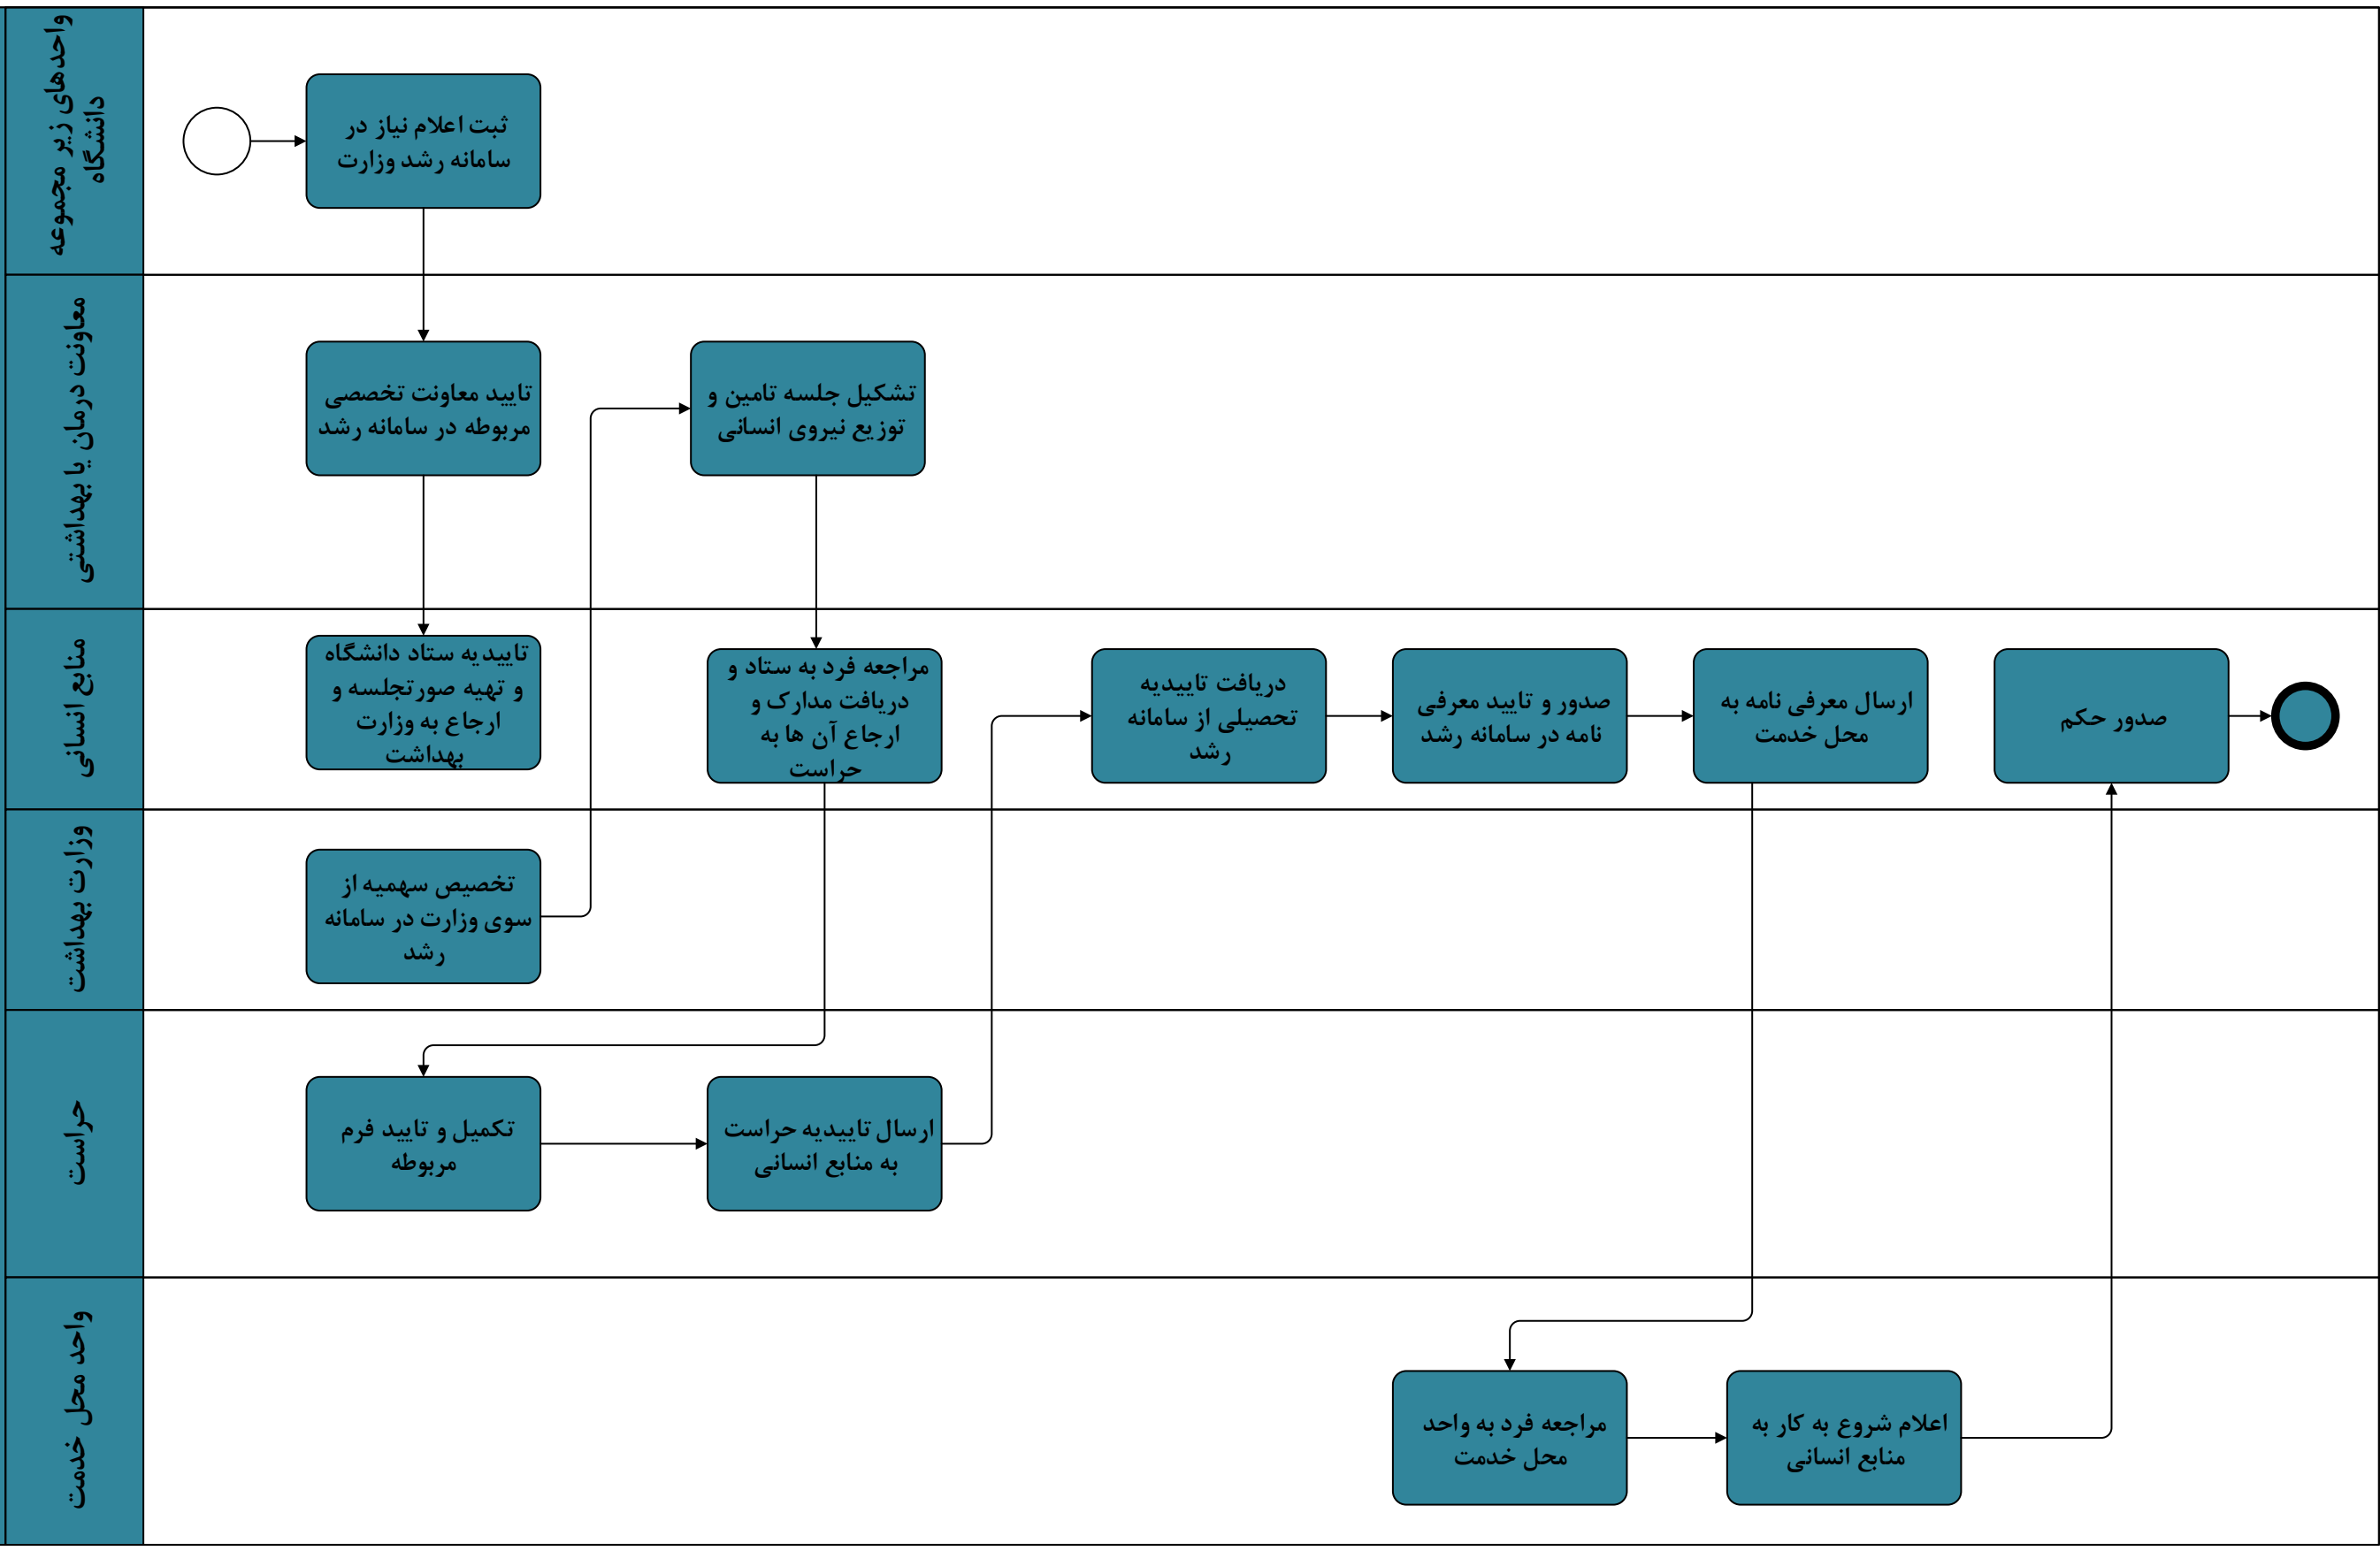 واحدهای زیر مجموعه
دانشگاه
ثبت اعلام نیاز در
سامانه رشد وزارت
معاونت درمان یا بهداشتی
تایید معاونت تخصصی
مربوطه در سامانه رشد
تشکیل جلسه تامین و
توزیع نیروی انسانی
منابع انسانی
تاییدیه ستاد دانشگاه
و تهیه صورتجلسه و
ارجاع به وزارت
بهداشت
مراجعه فرد به ستاد و
دریافت مدارک و
ارجاع آن ها به
حراست
دریافت تاییدیه
تحصیلی از سامانه
رشد
صدور و تایید معرفی
نامه در سامانه رشد
ارسال معرفی نامه به
محل خدمت
صدور حکم
وزارت بهداشت
تخصیص سهمیه از
سوی وزارت در سامانه
رشد
حراست
تکمیل و تایید فرم
مربوطه
ارسال تاییدیه حراست
به منابع انسانی
واحد محل خدمت
مراجعه فرد به واحد
محل خدمت
اعلام شروع به کار به
منابع انسانی